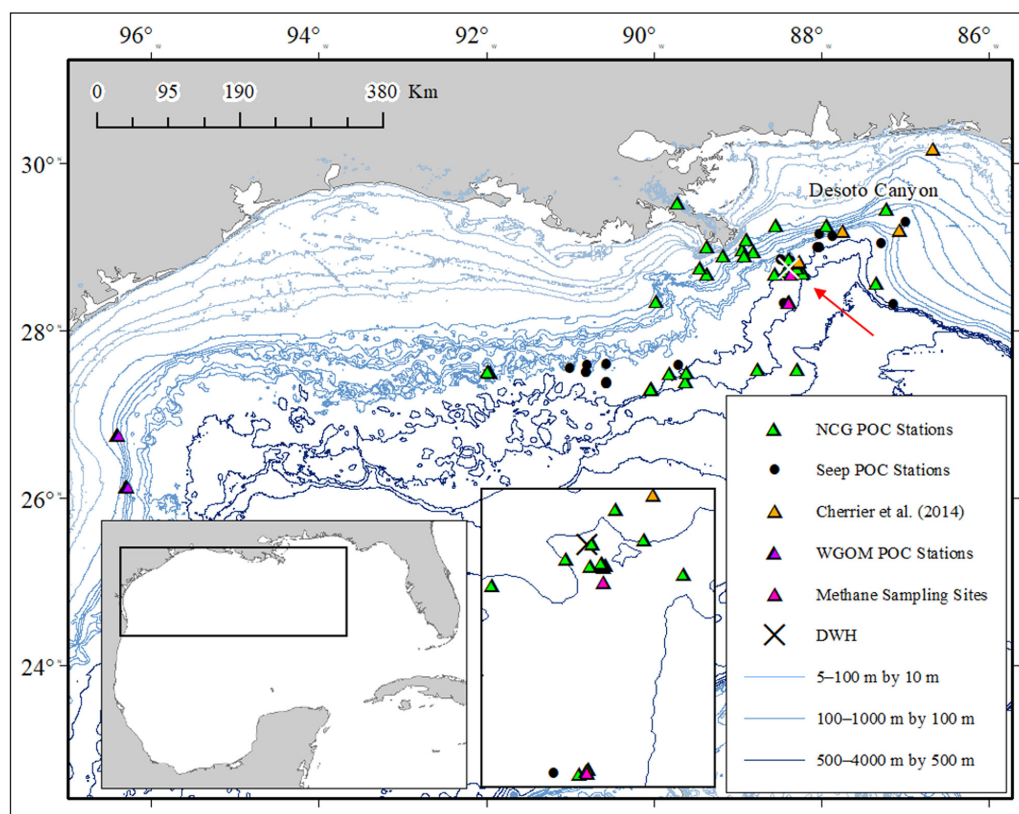 96° w 94° w 92° w 90° w 88° w 86° w
0 95 190 380 Km
30° w
28° w
26° w
24° w
Desoto Canyon
NCG POC Stations
Seep POC Stations
Cherrier et al. (2014)
WGOM POC Stations
Methane Sampling Sites
DWH
5–100 m by 10 m
100–1000 m by 100 m
500–4000 m by 500 m